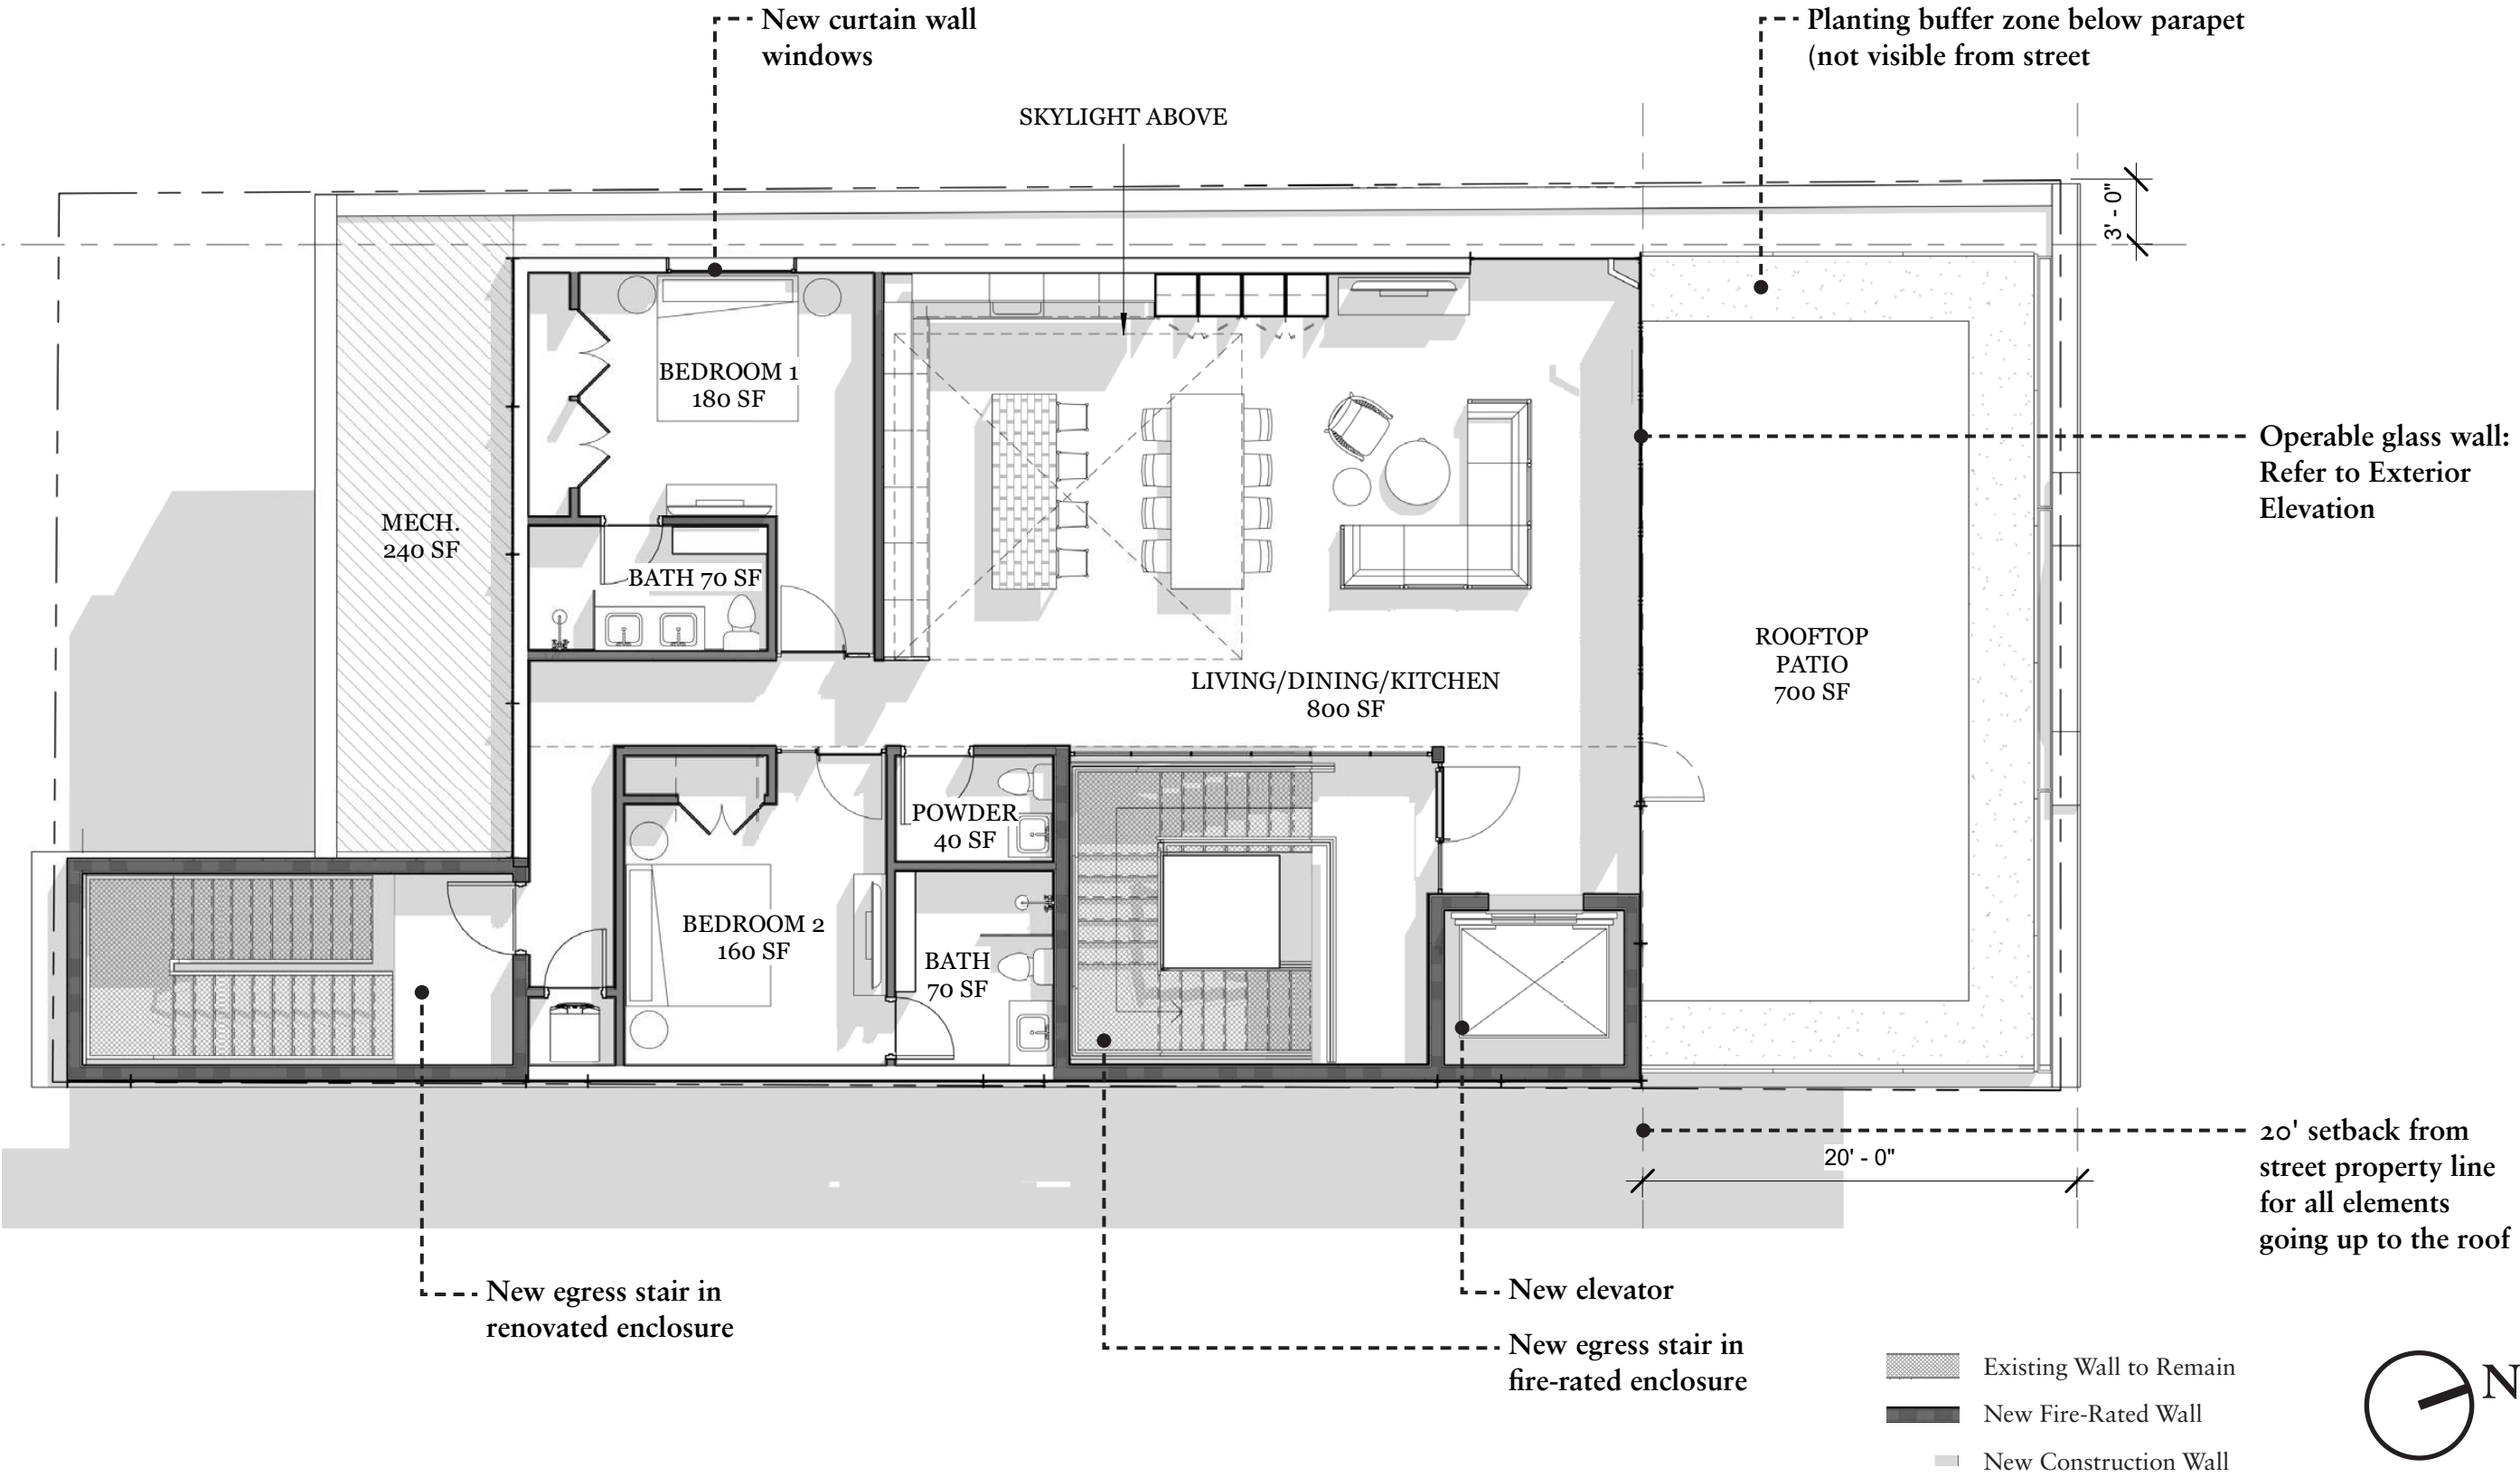 New curtain wall
windows
Planting buffer zone below parapet
(not visible from street
SKYLIGHT ABOVE
3' - 0"
BEDROOM 1
180 SF
MECH.
240 SF
BATH 70 SF
Operable glass wall:
Refer to Exterior
Elevation
ROOFTOP
PATIO
700 SF
LIVING/DINING/KITCHEN
800 SF
POWDER
40 SF
BEDROOM 2
160 SF
BATH
70 SF
20' setback from
street property line
for all elements
going up to the roof
20' - 0"
New egress stair in
renovated enclosure
New elevator
New egress stair in
fire-rated enclosure
Existing Wall to Remain
New Fire-Rated Wall
New Construction Wall
N